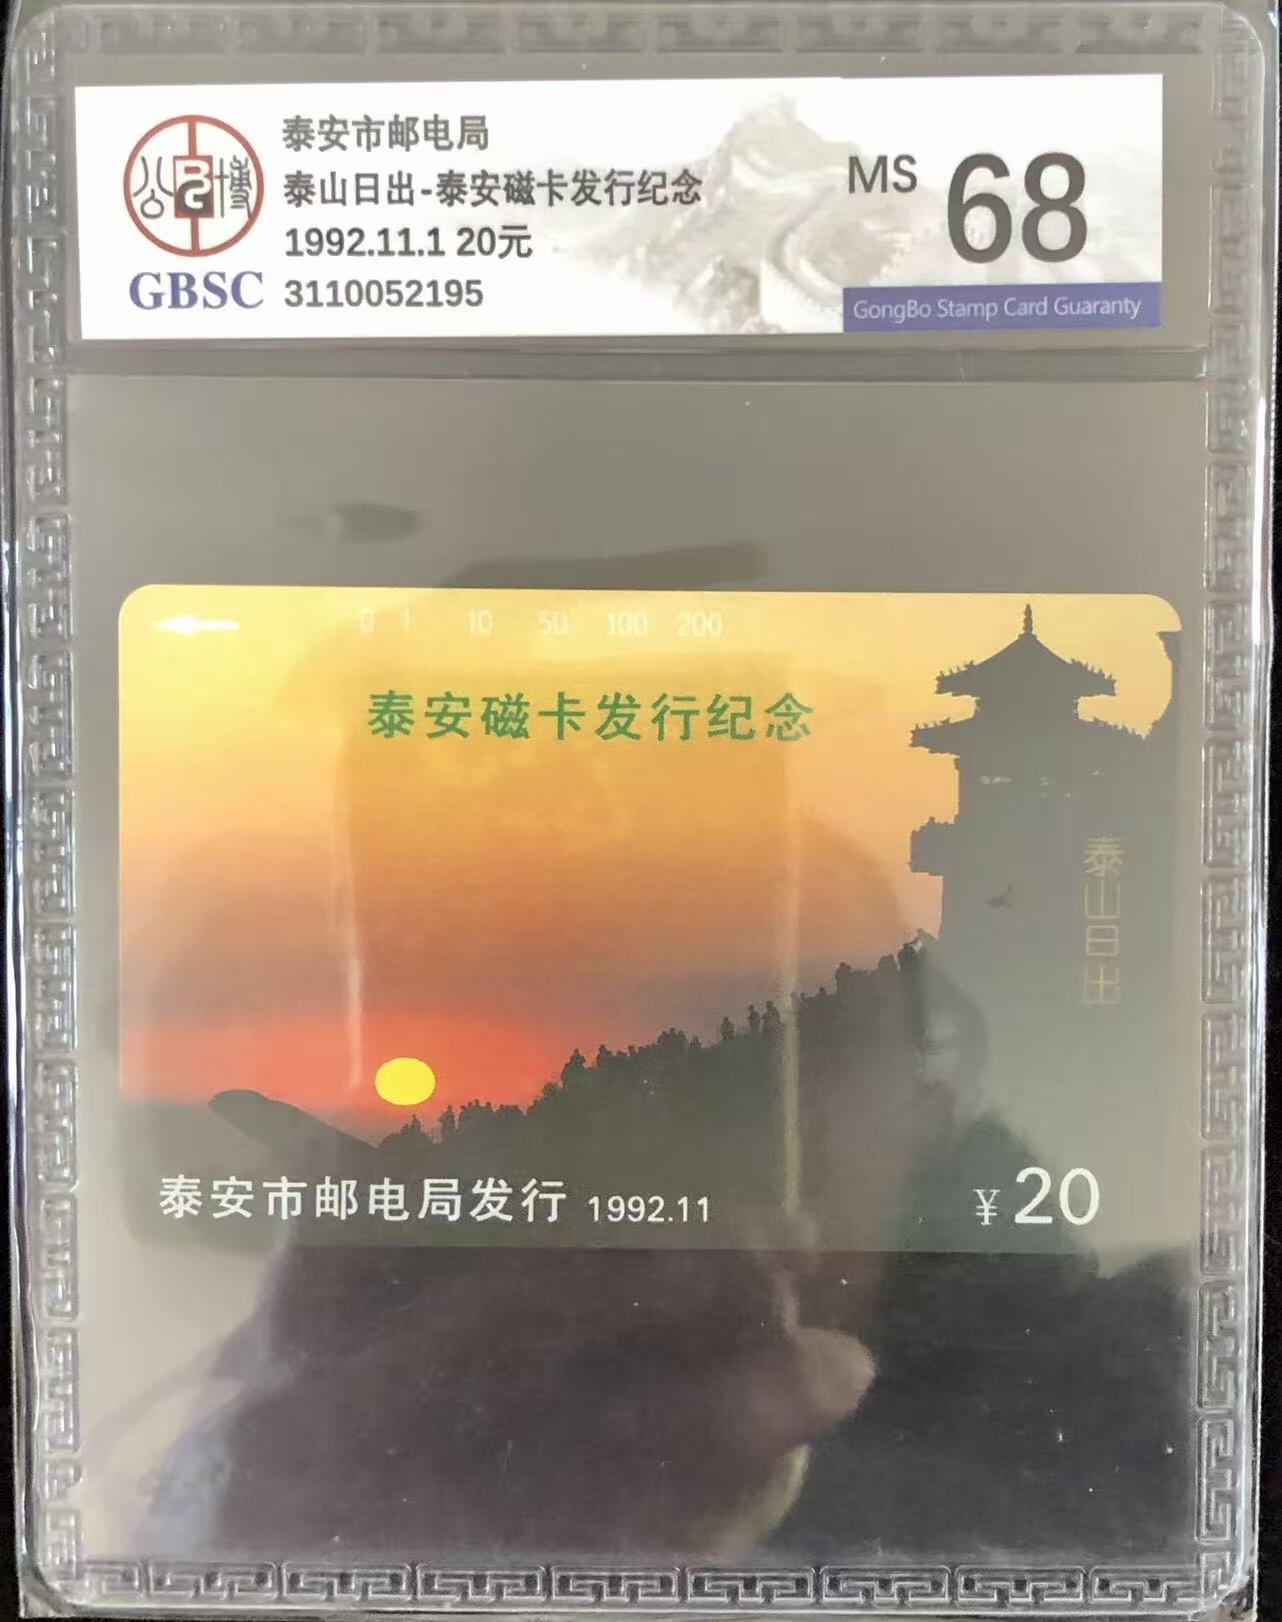 公博
BGC
GBSC
泰安市邮电局
泰山日出-泰安磁卡发行纪念
1992.11.1 20元
3110052195
MS 68
GongBo Stamp Card Guaranty
0 1 10 50 100 200
泰安磁卡发行纪念
泰山日出
泰安市邮电局发行 1992.11
¥20